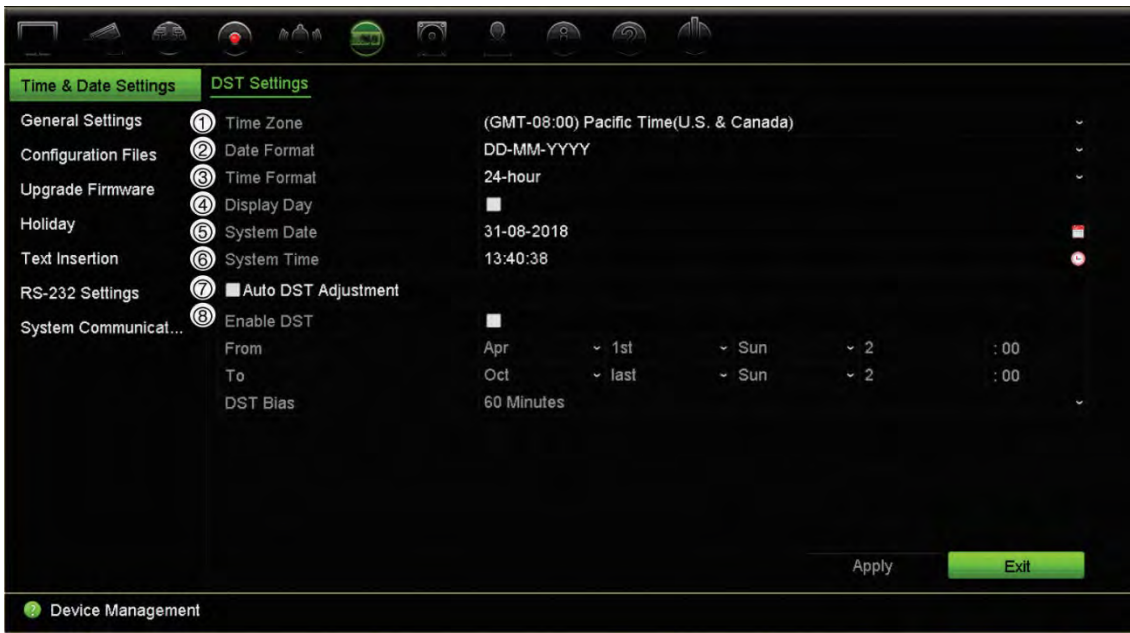 Time & Date Settings
DST Settings
General Settings
Configuration Files
Upgrade Firmware
Holiday
Text Insertion
RS-232 Settings
System Communicat...
① Time Zone (GMT-08:00) Pacific Time(U.S. & Canada)
② Date Format DD-MM-YYYY
③ Time Format 24-hour
④ Display Day
⑤ System Date 31-08-2018
⑥ System Time 13:40:38
⑦ Auto DST Adjustment
⑧ Enable DST
From Apr 1st Sun 2 : 00
To Oct last Sun 2 : 00
DST Bias 60 Minutes
Apply Exit
? Device Management